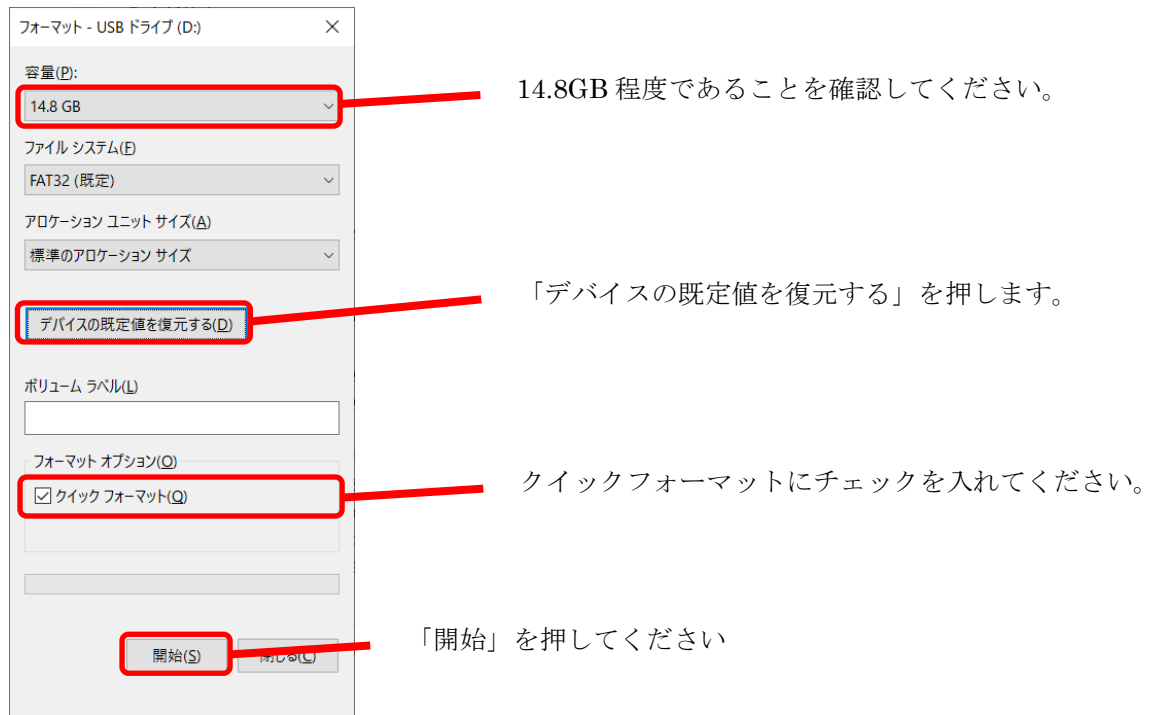 フォーマット - USB ドライブ (D:)
容量(P):
14.8 GB
14.8GB 程度であることを確認してください。
ファイル システム(F)
FAT32 (既定)
アロケーション ユニット サイズ(A)
標準のアロケーション サイズ
「デバイスの既定値を復元する」を押します。
デバイスの既定値を復元する(D)
ボリューム ラベル(L)
フォーマット オプション(O)
クイック フォーマット(Q)
クイックフォーマットにチェックを入れてください。
「開始」を押してください
開始(S)
閉じる(C)